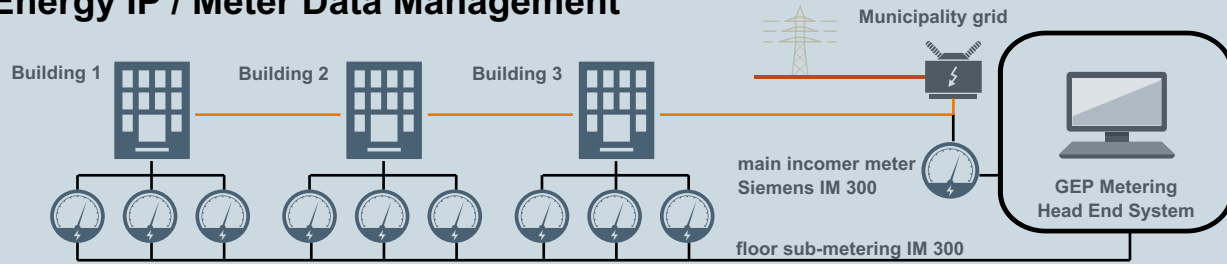 Energy IP / Meter Data Management
Municipality grid
Building 1
Building 2
Building 3
main incomer meter
Siemens IM 300
GEP Metering
Head End System
floor sub-metering IM 300